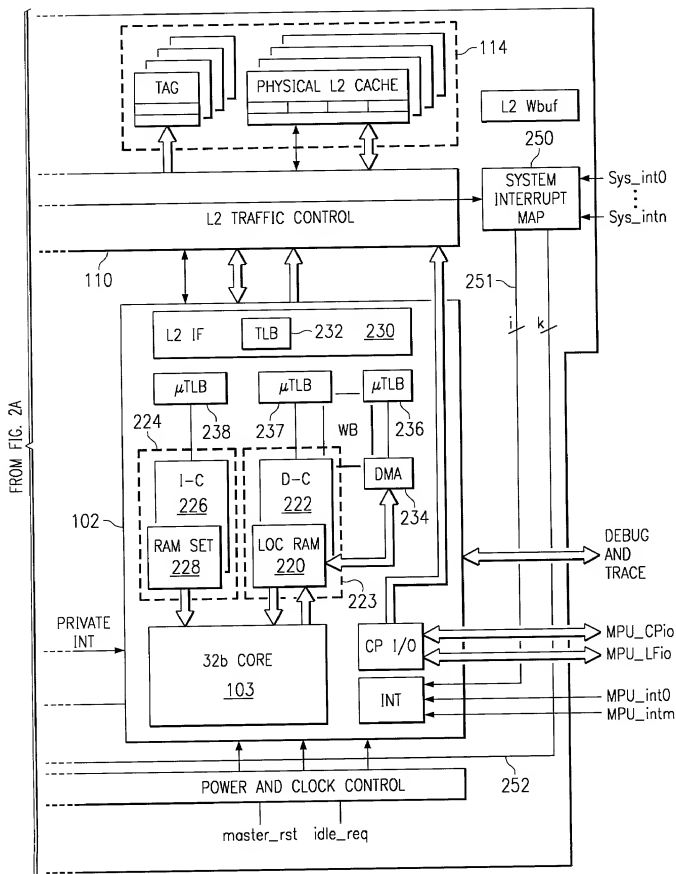 114
TAG
PHYSICAL L2 CACHE
L2 Wbuf
250
SYSTEM
INTERRUPT
MAP
Sys_int0
Sys_intn
L2 TRAFFIC CONTROL
110
251
i
k
L2 IF
TLB
232
230
μTLB
μTLB
μTLB
224
238
237
WB
236
FROM FIG. 2A
I-C
226
D-C
222
DMA
234
102
RAM SET
228
LOC RAM
220
223
DEBUG
AND
TRACE
PRIVATE
INT
32b CORE
103
CP I/O
MPU_CPio
MPU_LFio
INT
MPU_int0
MPU_intm
252
POWER AND CLOCK CONTROL
master_rst
idle_req